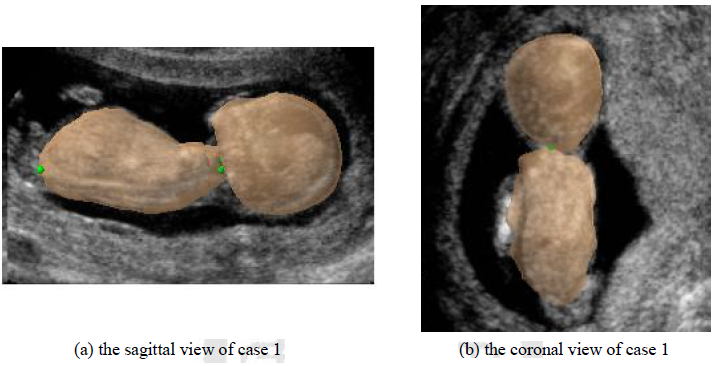 (a) the sagittal view of case 1
(b) the coronal view of case 1